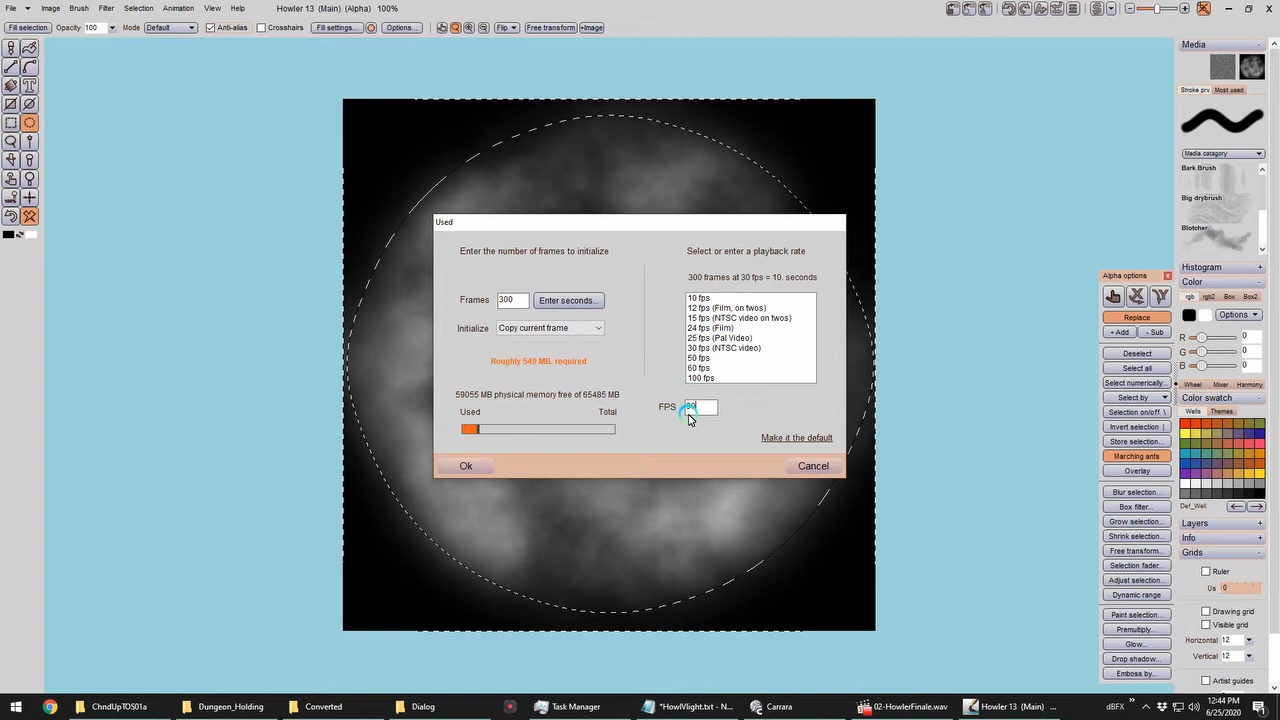 File Image Brush Filter Selection Animation View Help Howler 13 (Main) (Alpha) 100%
Fill selection Opacity 100 Mode Default Anti-alias Crosshairs Fill settings... Options... Flip Free transform +Image
Media
Stroke prv Most used
Media catagory
Bark Brush
Big drybrush
Blotcher
Histogram
Color
rgb rgb2 Box Box2
Options
R 0
G 0
B 0
Wheel Mixer Harmony
Color swatch
Wells Themes
Def_Well
Layers
Info
Grids
Ruler
Us 0
Drawing grid
Visible grid
Horizontal 12
Vertical 12
Artist guides
Alpha options x
Replace
+ Add - Sub
Deselect
Select all
Select numerically...
Select by
Selection on/off \
Invert selection |
Store selection...
Marching ants
Overlay
Blur selection...
Box filter...
Grow selection...
Shrink selection...
Free transform...
Selection fader...
Adjust selection...
Dynamic range
Paint selection...
Premultiply...
Glow...
Drop shadow...
Emboss by...
Used
Enter the number of frames to initialize
Frames 300 Enter seconds...
Initialize Copy current frame
Roughly 549 MB. required
59055 MB physical memory free of 65485 MB
Used Total
Select or enter a playback rate
300 frames at 30 fps = 10. seconds
10 fps
12 fps (Film, on twos)
15 fps (NTSC video on twos)
24 fps (Film)
25 fps (Pal Video)
30 fps (NTSC video)
50 fps
60 fps
100 fps
FPS
Make it the default
Ok Cancel
ChndUpTOS01a Dungeon_Holding Converted Dialog Task Manager *HowlVlight.txt - N... Carrara 02-HowlerFinale.wav Howler 13 (Main) ... dBFX
12:44 PM
6/25/2020